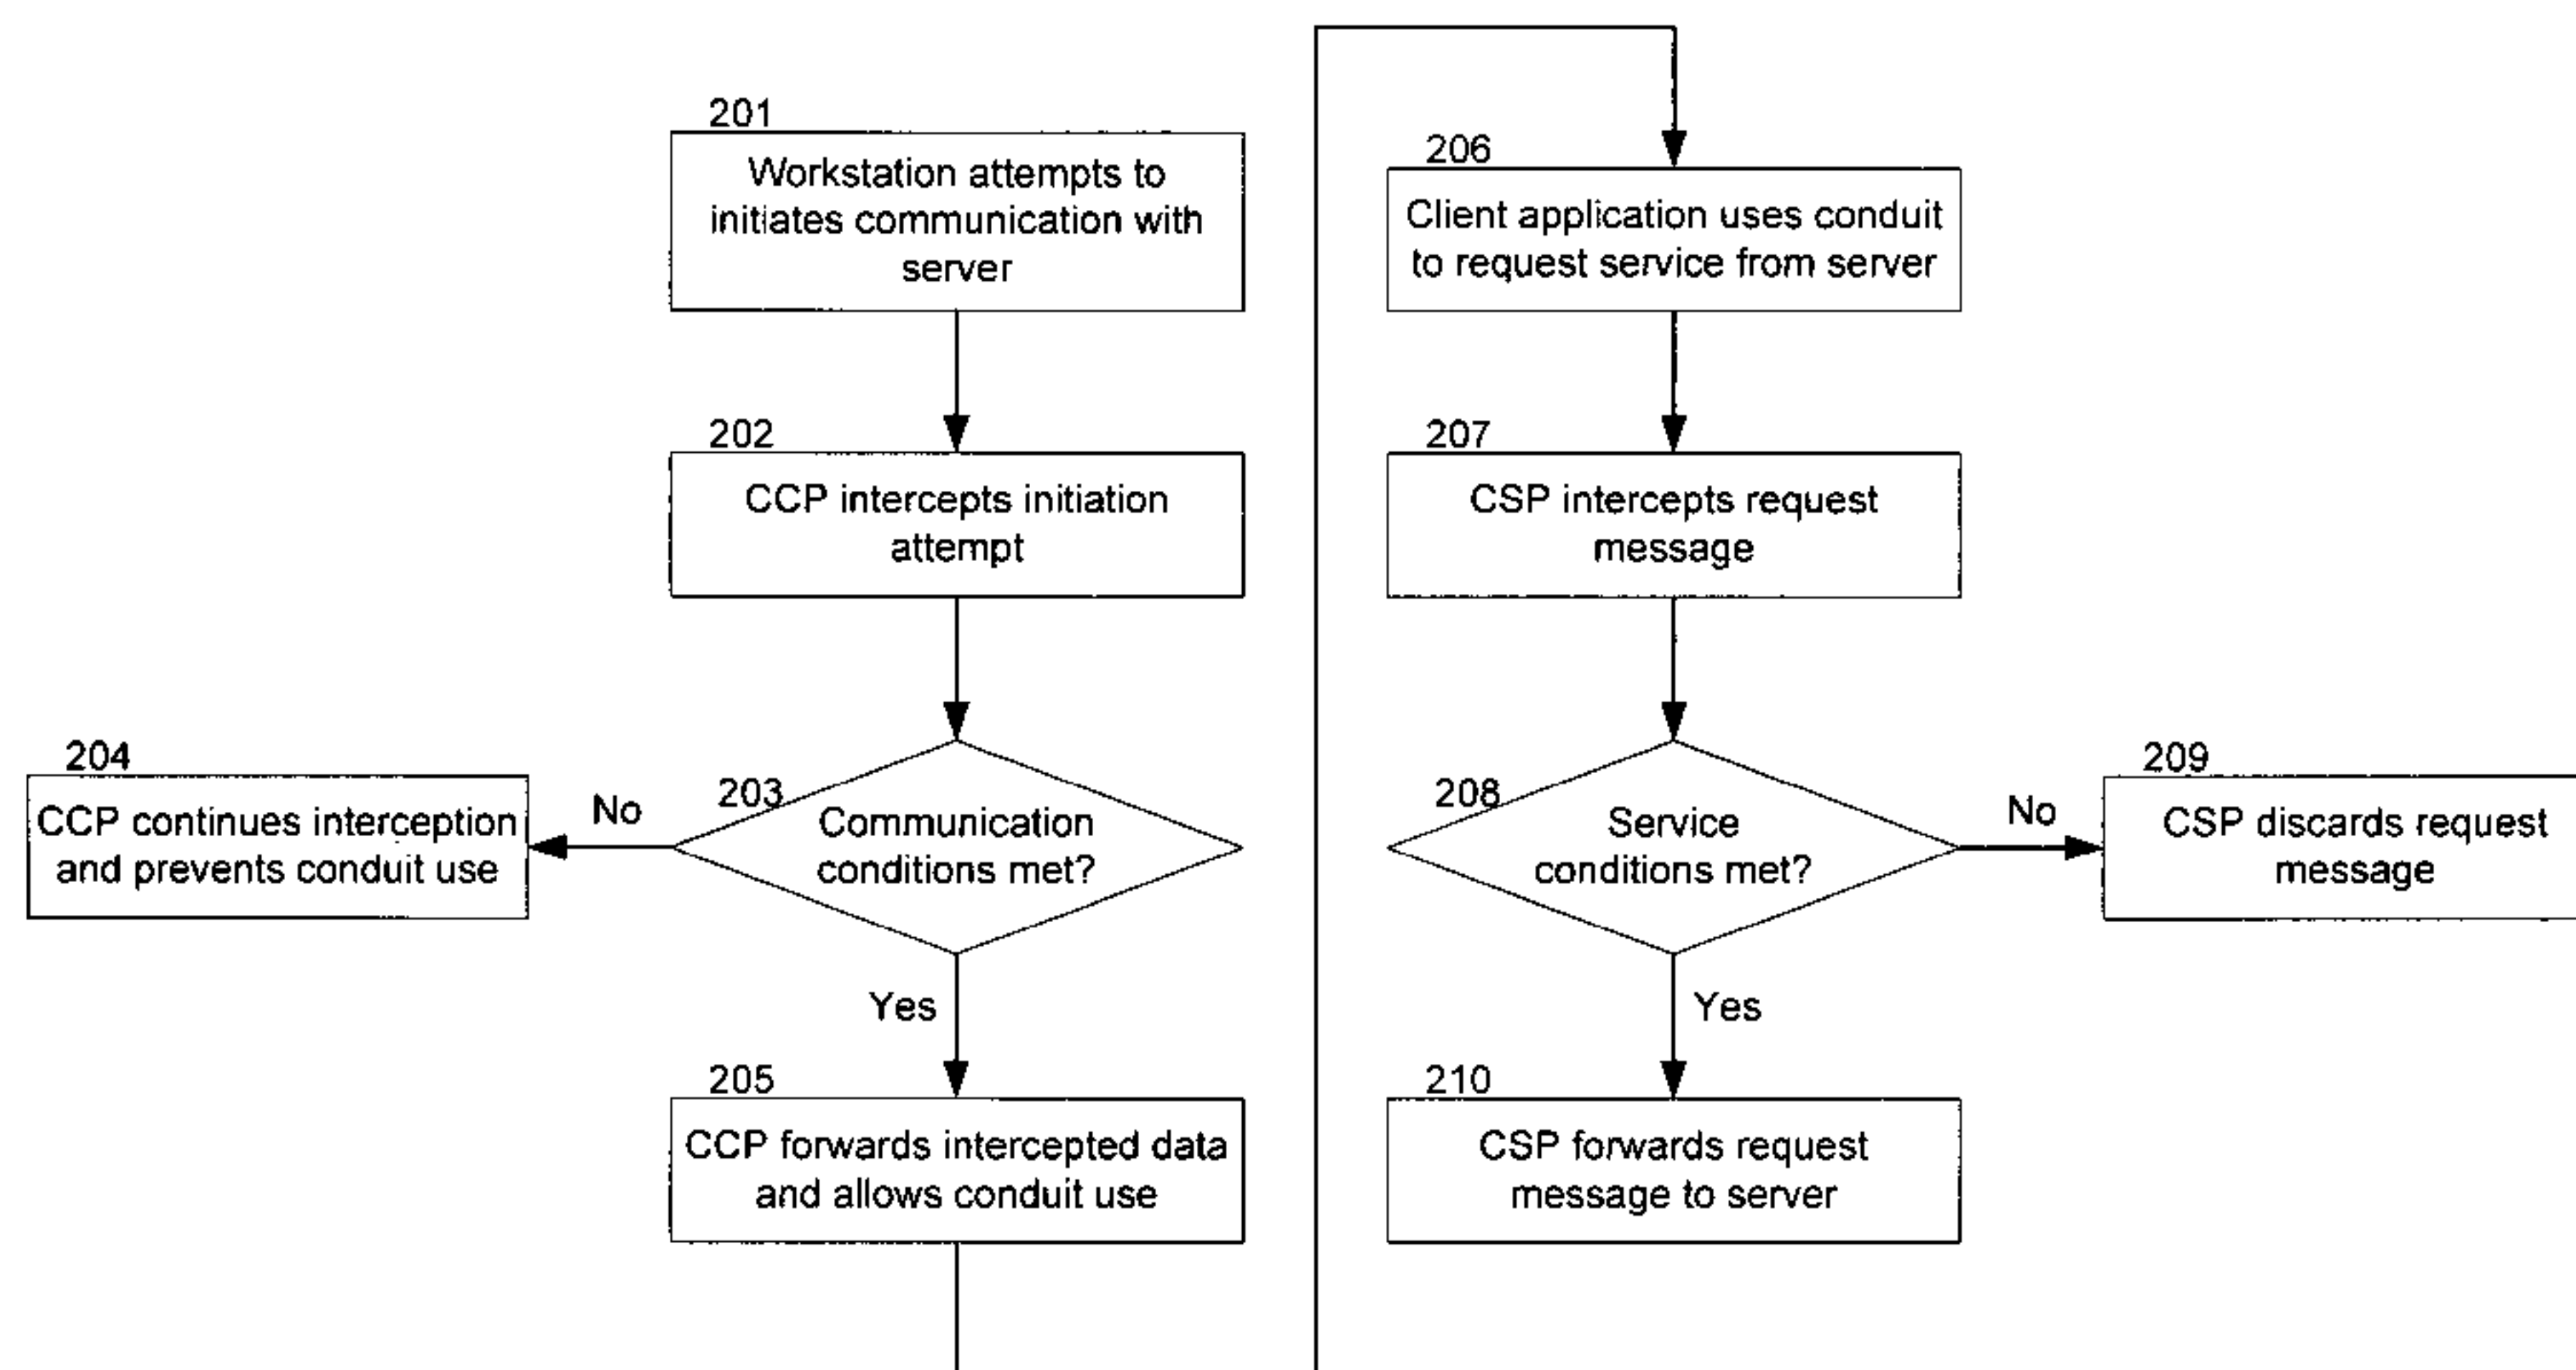 201
Workstation attempts to
initiates communication with
server
202
CCP intercepts initiation
attempt
203
Communication
conditions met?
No
204
CCP continues interception
and prevents conduit use
Yes
205
CCP forwards intercepted data
and allows conduit use
206
Client application uses conduit
to request service from server
207
CSP intercepts request
message
208
Service
conditions met?
No
209
CSP discards request
message
Yes
210
CSP forwards request
message to server